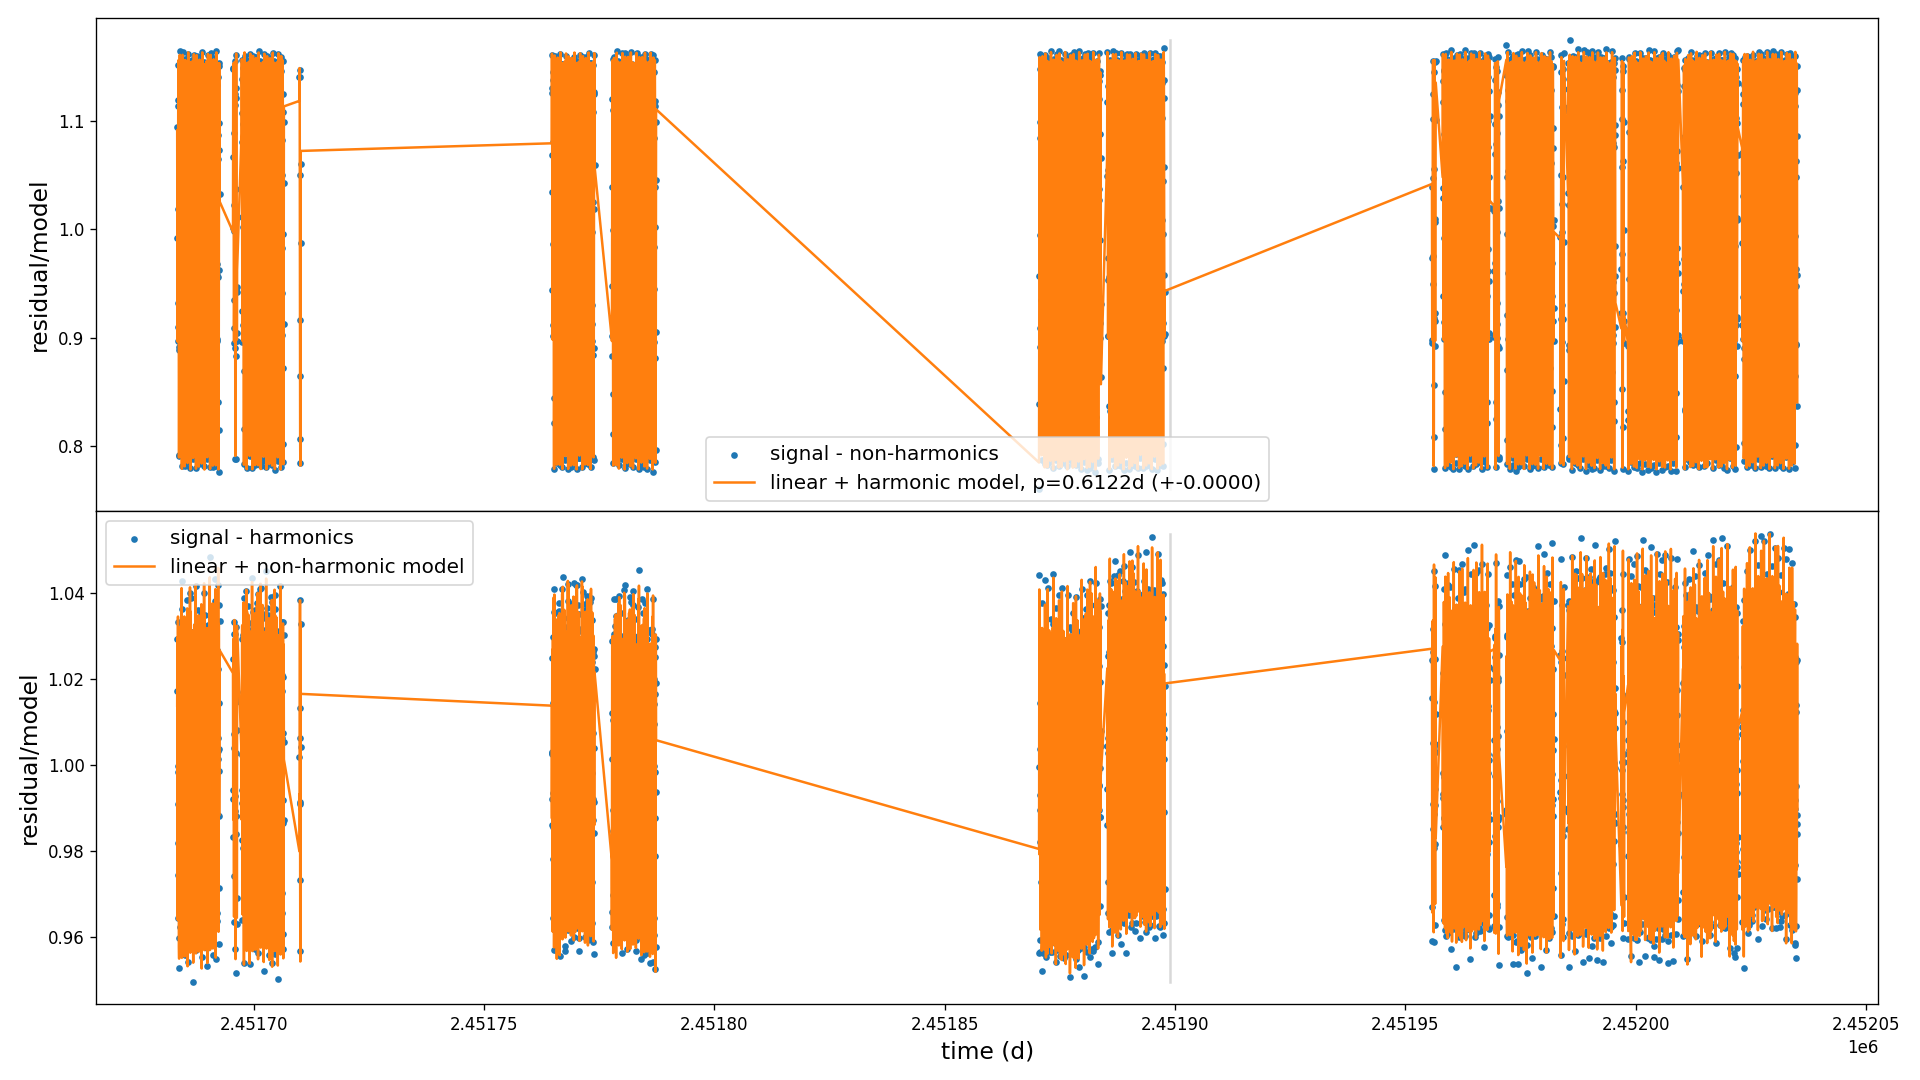 residual/model
1.1
1.0
0.9
0.8
signal - non-harmonics
linear + harmonic model, p=0.6122d (+-0.0000)
residual/model
1.04
1.02
1.00
0.98
0.96
signal - harmonics
linear + non-harmonic model
2.45170
2.45175
2.45180
2.45185
2.45190
2.45195
2.45200
2.45205
1e6
time (d)